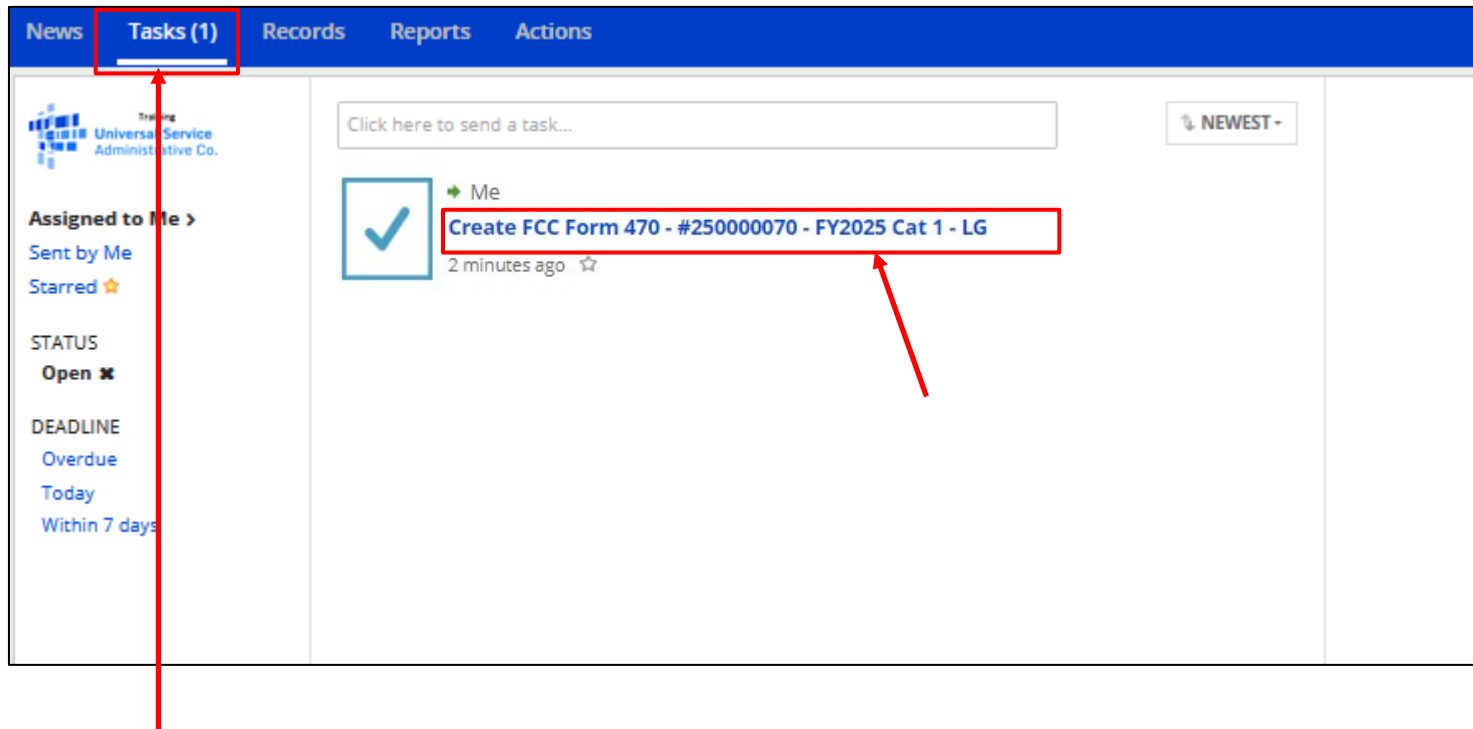 News Tasks (1) Records Reports Actions
Training
Universal Service
Administrative Co.
Click here to send a task...
NEWEST
Me
Create FCC Form 470 - #250000070 - FY2025 Cat 1 - LG
2 minutes ago
Assigned to Me >
Sent by Me
Starred
STATUS
Open ✖
DEADLINE
Overdue
Today
Within 7 days